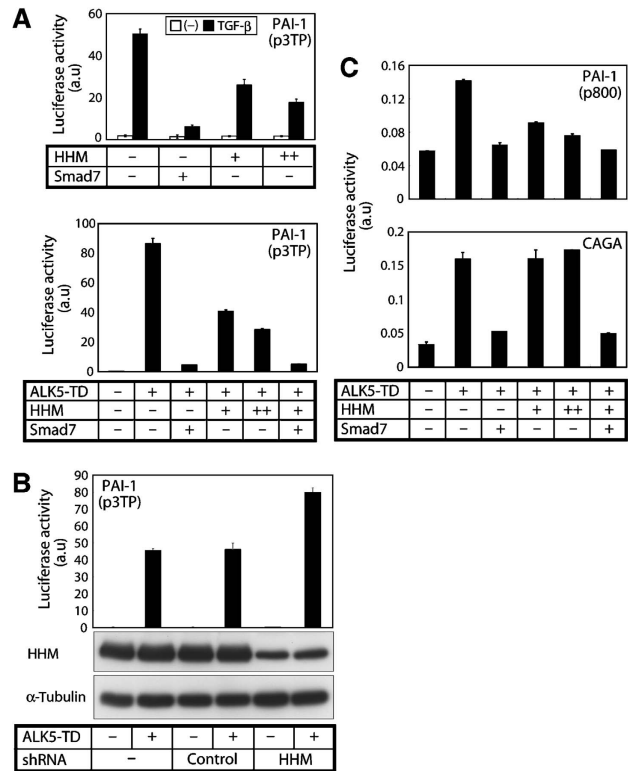 A
Luciferase activity
(a.u)
60
40
20
0
(−) TGF-β
PAI-1
(p3TP)
HHM − − + ++
Smad7 − + − −
Luciferase activity
(a.u)
100
80
60
40
20
0
PAI-1
(p3TP)
ALK5-TD − + + + + +
HHM − − − + ++ +
Smad7 − − + − − +
C
Luciferase activity
(a.u)
0.16
0.12
0.08
0.04
0
PAI-1
(p800)
0.2
0.15
0.1
0.05
0
CAGA
ALK5-TD − + + + + +
HHM − − − + ++ +
Smad7 − − + − − +
B
Luciferase activity
(a.u)
90
80
70
60
50
40
30
20
10
0
PAI-1
(p3TP)
HHM
α-Tubulin
ALK5-TD − + − + − +
shRNA − Control HHM